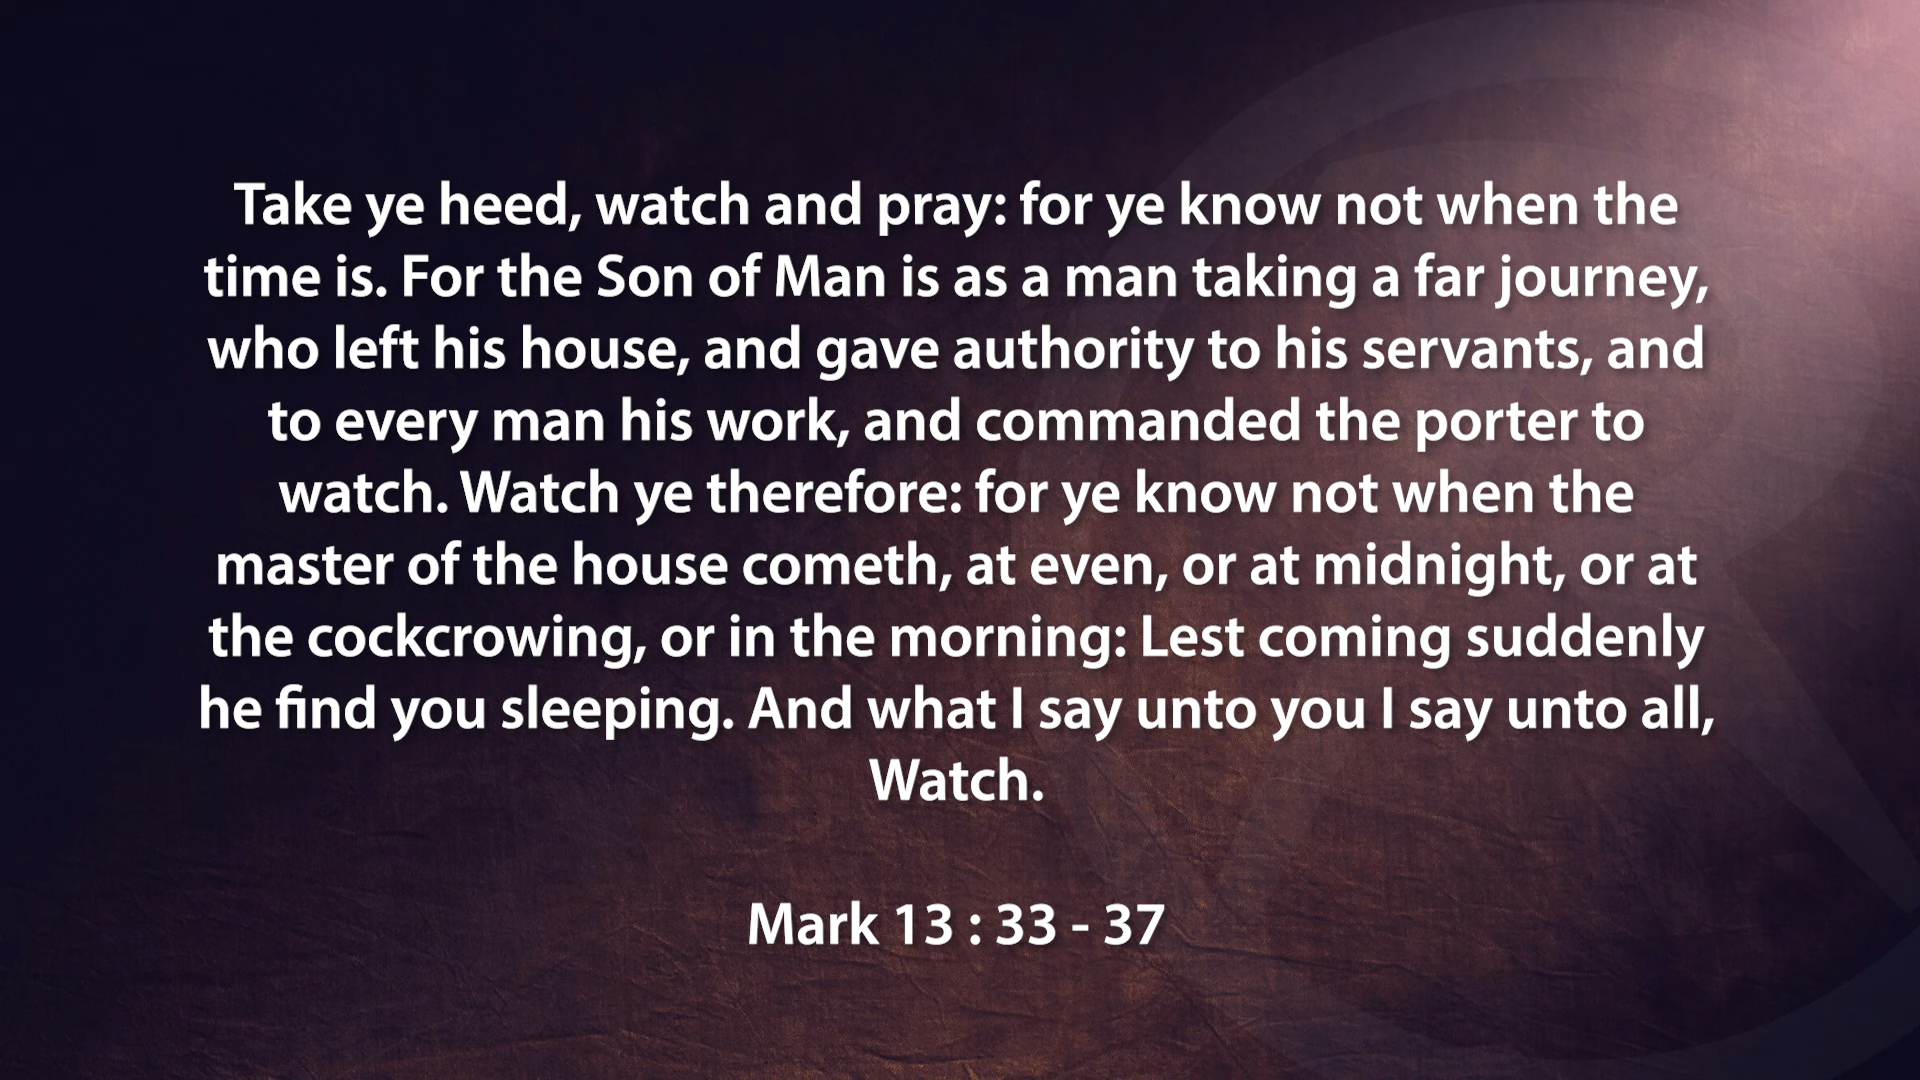 Take ye heed, watch and pray: for ye know not when the
time is. For the Son of Man is as a man taking a far journey,
who left his house, and gave authority to his servants, and
to every man his work, and commanded the porter to
watch. Watch ye therefore: for ye know not when the
master of the house cometh, at even, or at midnight, or at
the cockcrowing, or in the morning: Lest coming suddenly
he find you sleeping. And what I say unto you I say unto all,
Watch.
Mark 13 : 33 - 37